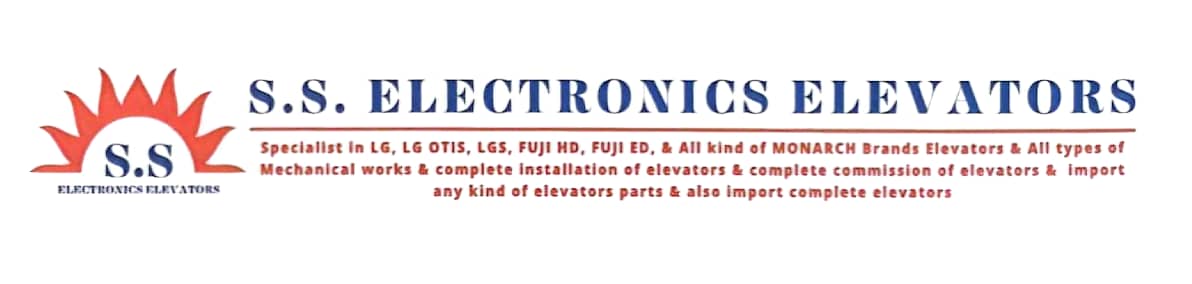 S.S. ELECTRONICS ELEVATORS
S.S
ELECTRONICS ELEVATORS
Specialist in LG, LG OTIS, LGS, FUJI HD, FUJI ED, & All kind of MONARCH Brands Elevators & All types of
Mechanical works & complete installation of elevators & complete commission of elevators & import
any kind of elevators parts & also import complete elevators